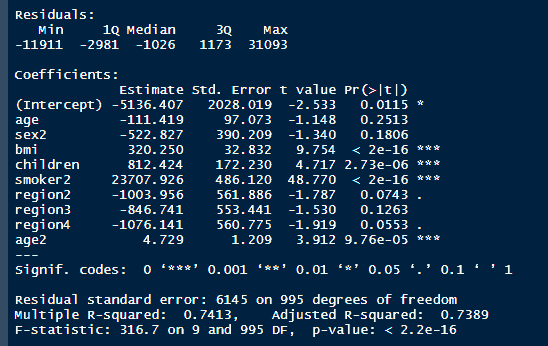 Residuals:
   Min     1Q Median     3Q    Max
-11911  -2981  -1026   1173  31093
Coefficients:
             Estimate Std. Error t value Pr(>|t|)
(Intercept) -5136.407   2028.019  -2.533   0.0115 *
age          -111.419     97.073  -1.148   0.2513
sex2         -522.827    390.209  -1.340   0.1806
bmi           320.250     32.832   9.754  < 2e-16 ***
children      812.424    172.230   4.717 2.73e-06 ***
smoker2     23707.926    486.120  48.770  < 2e-16 ***
region2     -1003.956    561.886  -1.787   0.0743 .
region3      -846.741    553.441  -1.530   0.1263
region4     -1076.141    560.775  -1.919   0.0553 .
age2            4.729      1.209   3.912 9.76e-05 ***
---
Signif. codes:  0 ‘***’ 0.001 ‘**’ 0.01 ‘*’ 0.05 ‘.’ 0.1 ‘ ’ 1
Residual standard error: 6145 on 995 degrees of freedom
Multiple R-squared:  0.7413,    Adjusted R-squared:  0.7389
F-statistic: 316.7 on 9 and 995 DF,  p-value: < 2.2e-16